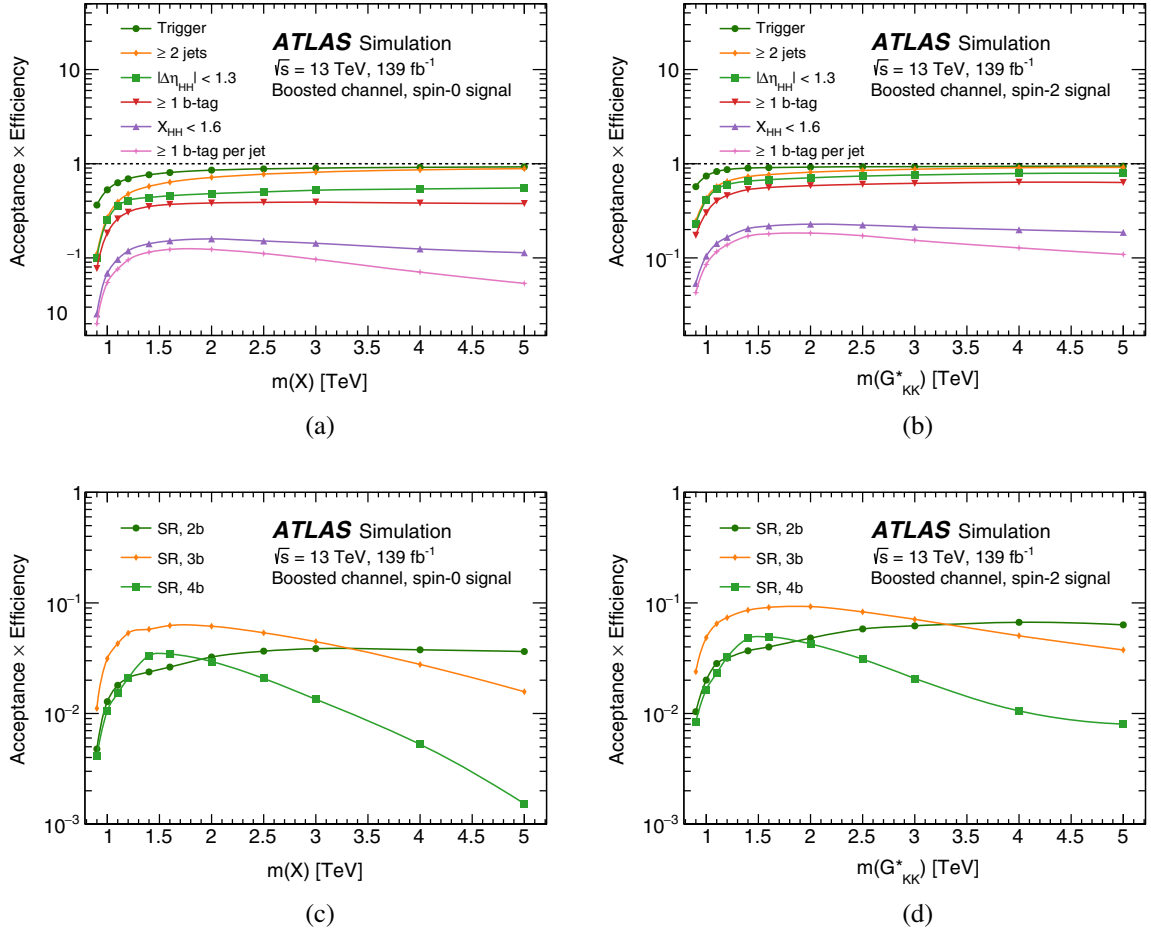 Acceptance × Efficiency
10
1
−1
10
Trigger
≥ 2 jets
|Δη_HH| < 1.3
≥ 1 b-tag
X_HH < 1.6
≥ 1 b-tag per jet
ATLAS Simulation
√s = 13 TeV, 139 fb⁻¹
Boosted channel, spin-0 signal
1 1.5 2 2.5 3 3.5 4 4.5 5
m(X) [TeV]
(a)
Acceptance × Efficiency
10
1
10⁻¹
Trigger
≥ 2 jets
|Δη_HH| < 1.3
≥ 1 b-tag
X_HH < 1.6
≥ 1 b-tag per jet
ATLAS Simulation
√s = 13 TeV, 139 fb⁻¹
Boosted channel, spin-2 signal
1 1.5 2 2.5 3 3.5 4 4.5 5
m(G*_KK) [TeV]
(b)
Acceptance × Efficiency
1
10⁻¹
10⁻²
10⁻³
SR, 2b
SR, 3b
SR, 4b
ATLAS Simulation
√s = 13 TeV, 139 fb⁻¹
Boosted channel, spin-0 signal
1 1.5 2 2.5 3 3.5 4 4.5 5
m(X) [TeV]
(c)
Acceptance × Efficiency
1
10⁻¹
10⁻²
10⁻³
SR, 2b
SR, 3b
SR, 4b
ATLAS Simulation
√s = 13 TeV, 139 fb⁻¹
Boosted channel, spin-2 signal
1 1.5 2 2.5 3 3.5 4 4.5 5
m(G*_KK) [TeV]
(d)